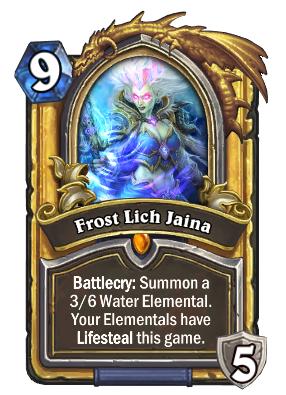 9
Frost Lich Jaina
Battlecry: Summon a
3/6 Water Elemental.
Your Elementals have
Lifesteal this game.
5